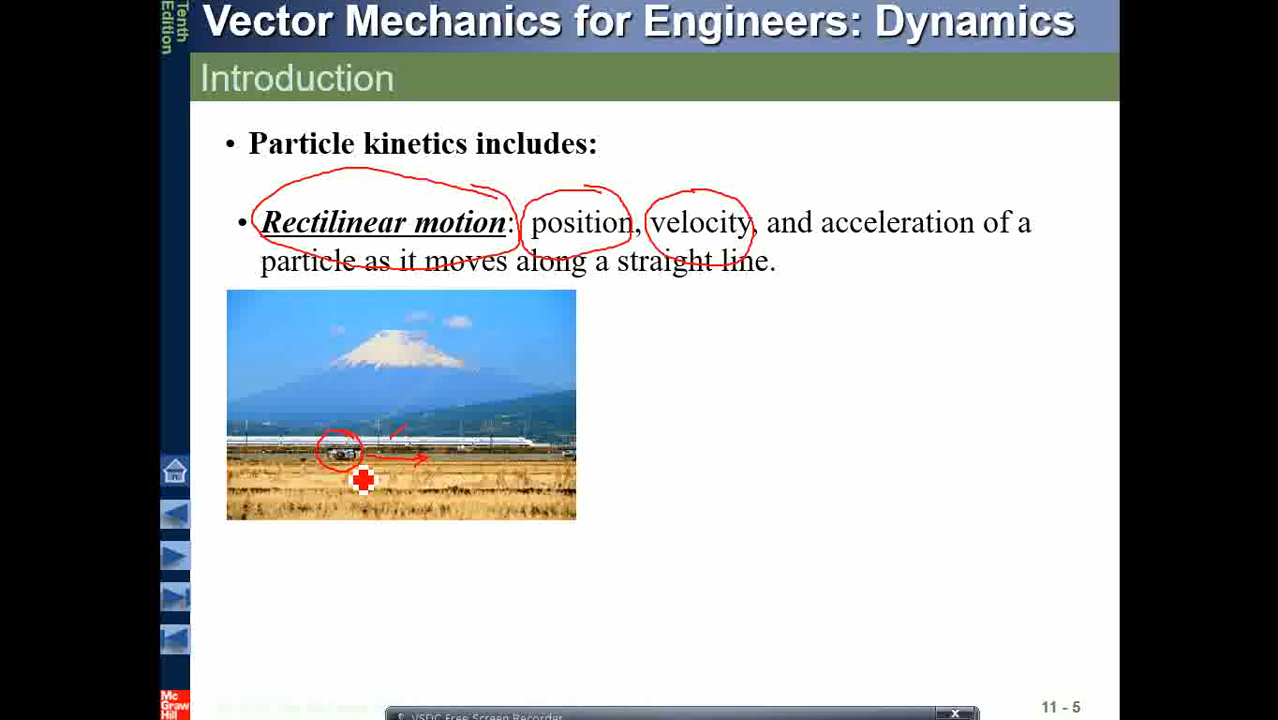 Tenth
Edition
Vector Mechanics for Engineers: Dynamics
Introduction
• Particle kinetics includes:
• Rectilinear motion: position, velocity, and acceleration of a
particle as it moves along a straight line.
Mc
Graw
Hill
VSDC Free Screen Recorder
11 - 5